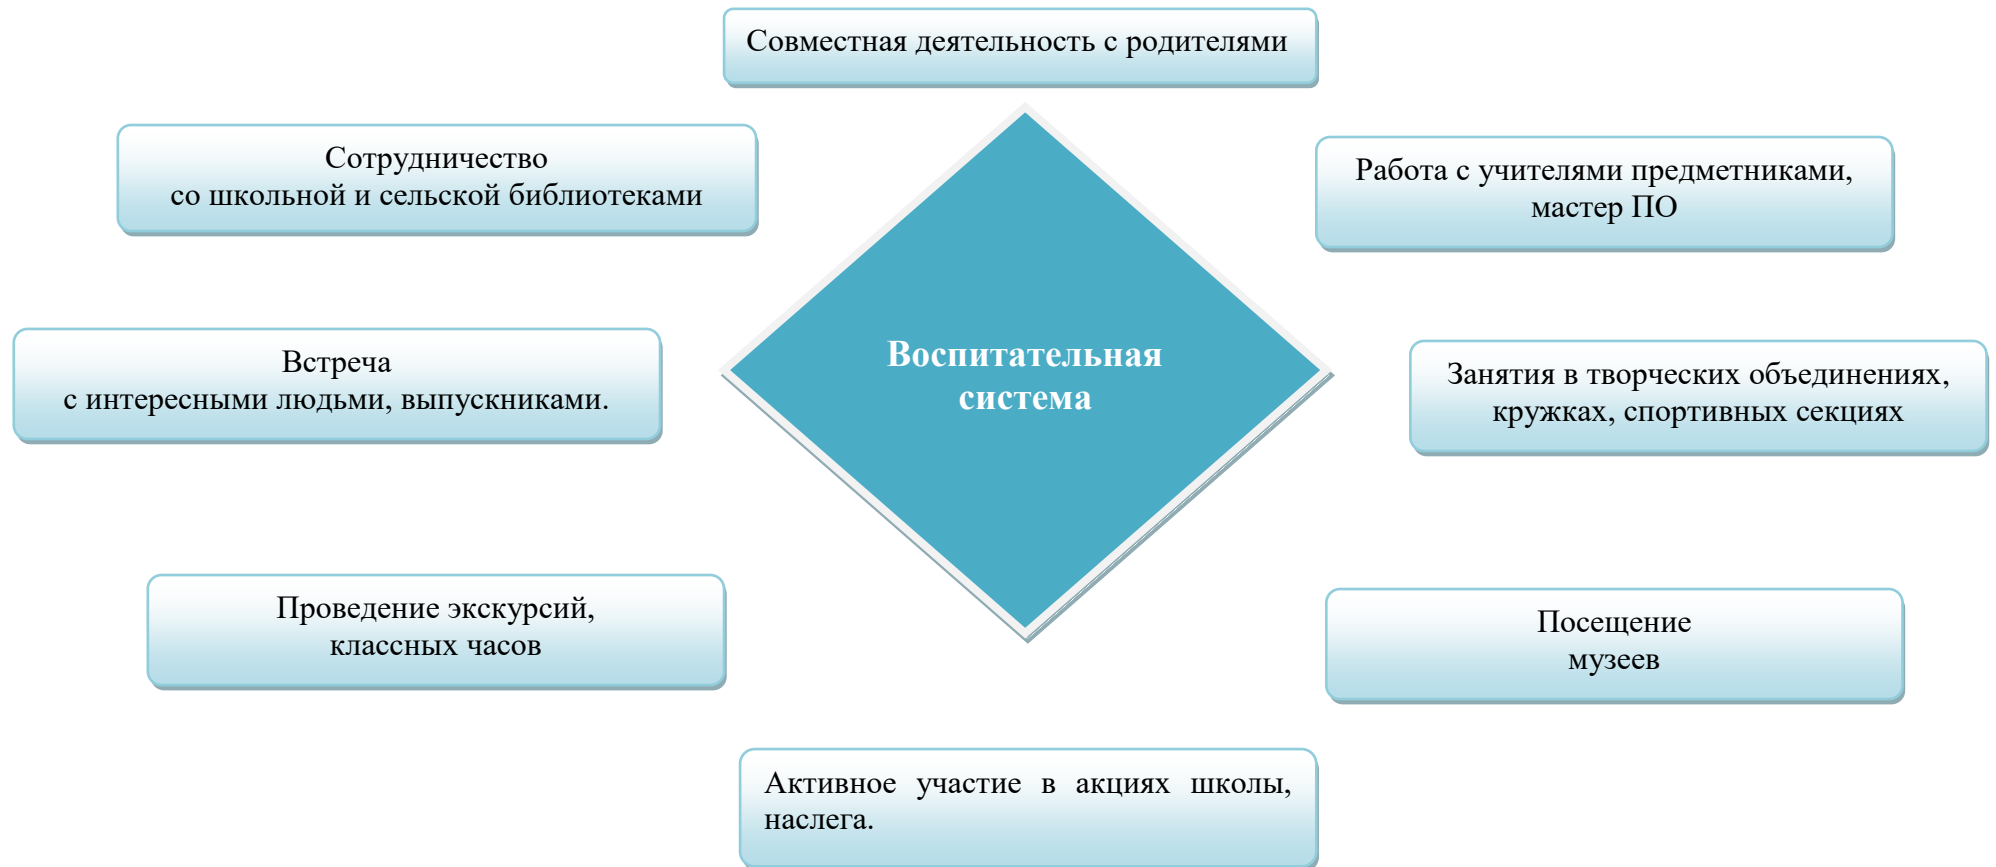 Совместная деятельность с родителями
Сотрудничество
со школьной и сельской библиотеками
Работа с учителями предметниками,
мастер ПО
Встреча
с интересными людьми, выпускниками.
Воспитательная
система
Занятия в творческих объединениях,
кружках, спортивных секциях
Проведение экскурсий,
классных часов
Посещение
музеев
Активное участие в акциях школы,
наслега.